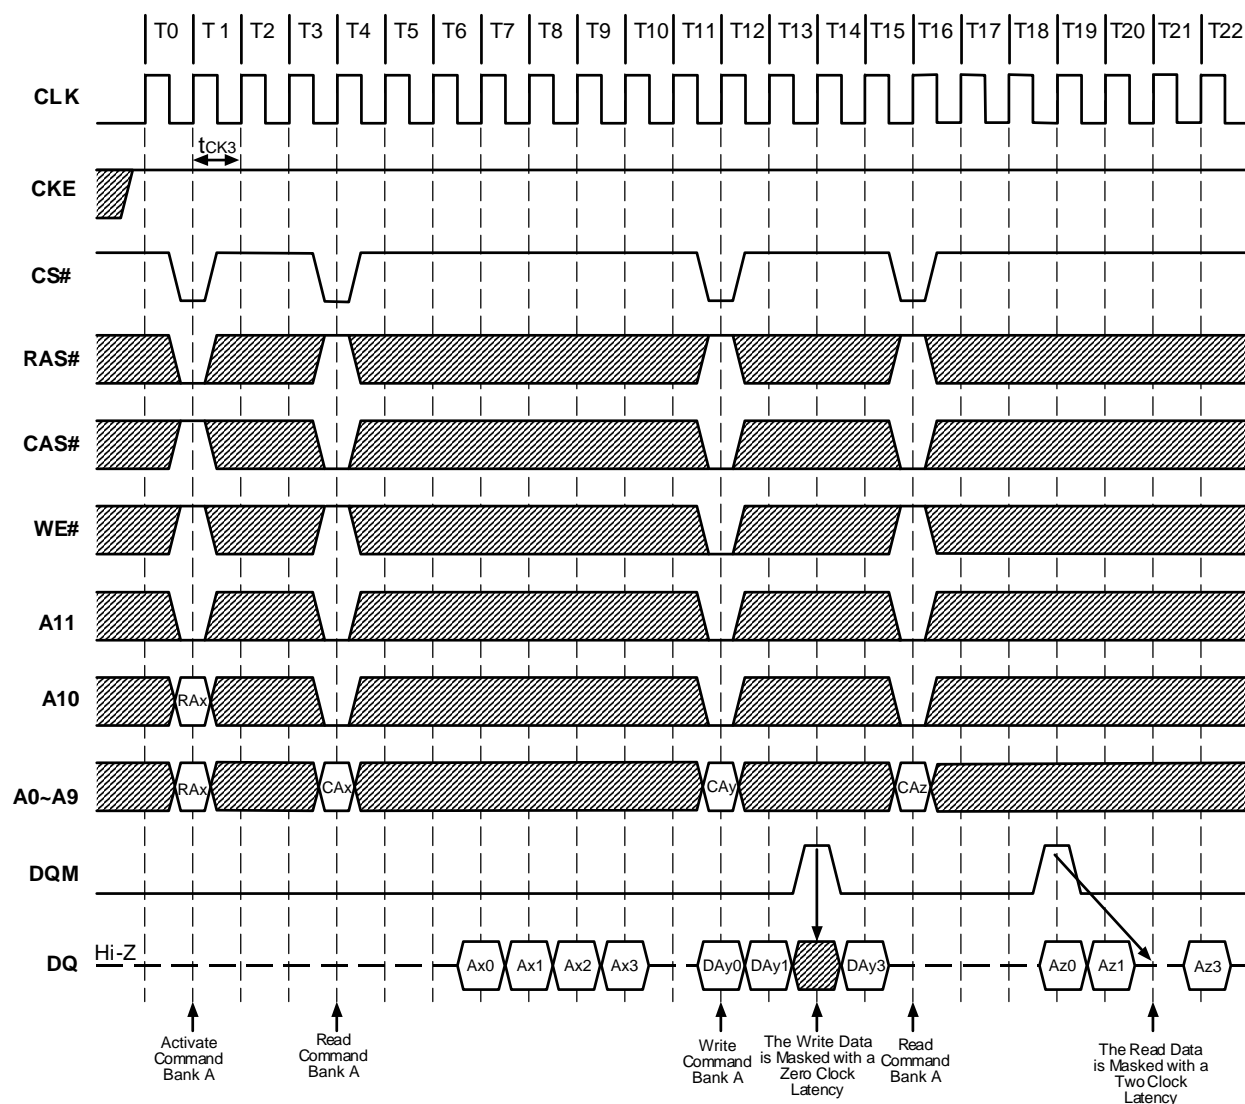 T0 T1 T2 T3 T4 T5 T6 T7 T8 T9 T10 T11 T12 T13 T14 T15 T16 T17 T18 T19 T20 T21 T22
CLK
tCK3
CKE
CS#
RAS#
CAS#
WE#
A11
A10 RAx
A0~A9 RAx CAx CAy CAz
DQM
DQ Hi-Z Ax0 Ax1 Ax2 Ax3 DAy0 DAy1 DAy3 Az0 Az1 Az3
Activate
Command
Bank A
Read
Command
Bank A
Write
Command
Bank A
The Write Data
is Masked with a
Zero Clock
Latency
Read
Command
Bank A
The Read Data
is Masked with a
Two Clock
Latency